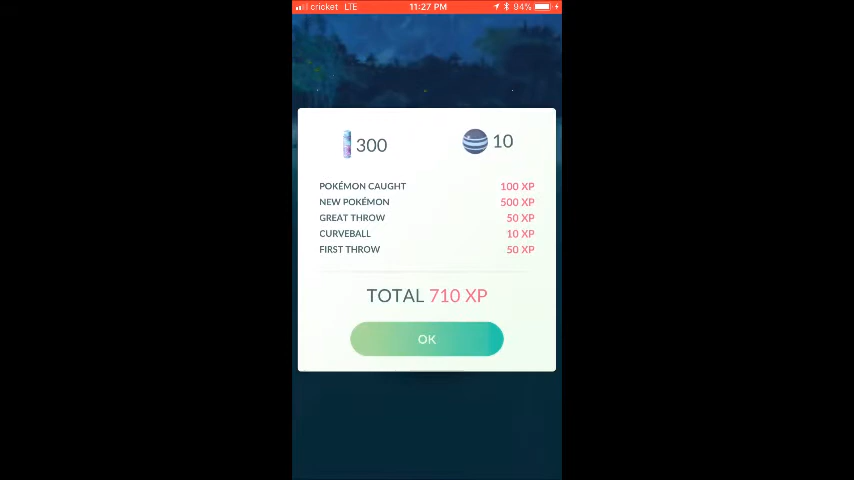 cricket LTE 11:27 PM 94%
300 10
POKÉMON CAUGHT 100 XP
NEW POKÉMON 500 XP
GREAT THROW 50 XP
CURVEBALL 10 XP
FIRST THROW 50 XP
TOTAL 710 XP
OK